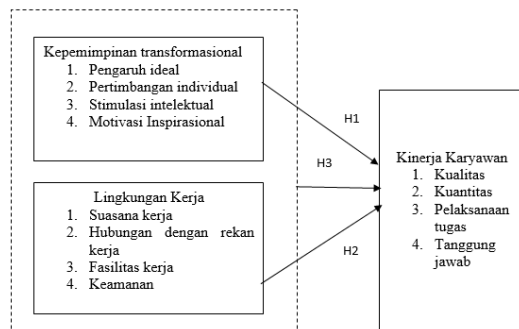 Kepemimpinan transformasional
1. Pengaruh ideal
2. Pertimbangan individual
3. Stimulasi intelektual
4. Motivasi Inspirasional
H1
H3
Kinerja Karyawan
1. Kualitas
2. Kuantitas
3. Pelaksanaan
tugas
4. Tanggung
jawab
Lingkungan Kerja
1. Suasana kerja
2. Hubungan dengan rekan
kerja
3. Fasilitas kerja
4. Keamanan
H2